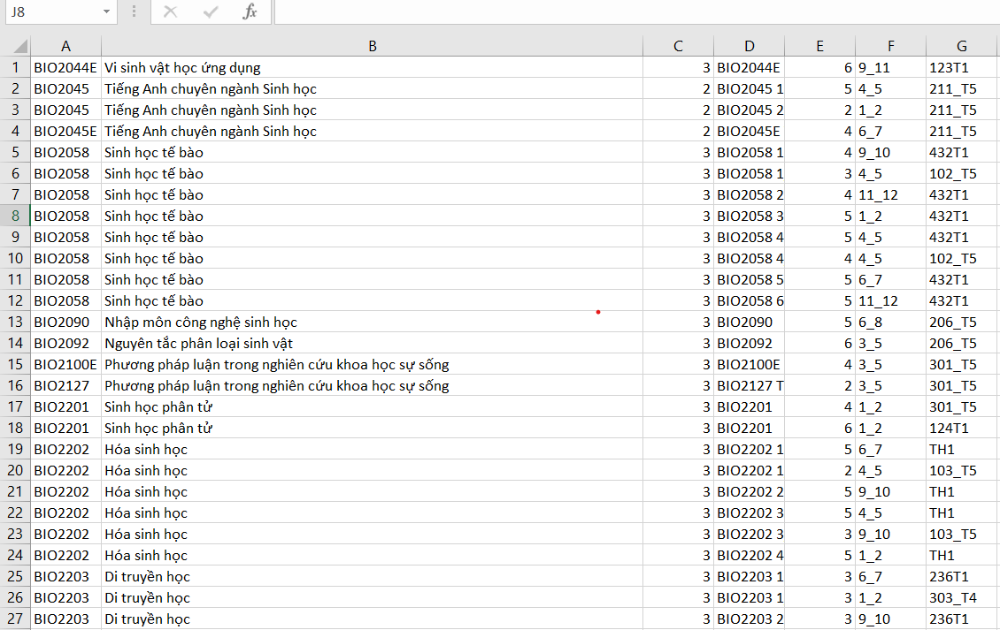 J8 fx
A B C D E F G
1 BIO2044E Vi sinh vật học ứng dụng 3 BIO2044E 6 9_11 123T1
2 BIO2045 Tiếng Anh chuyên ngành Sinh học 2 BIO2045 1 5 4_5 211_T5
3 BIO2045 Tiếng Anh chuyên ngành Sinh học 2 BIO2045 2 2 1_2 211_T5
4 BIO2045E Tiếng Anh chuyên ngành Sinh học 2 BIO2045E 4 6_7 211_T5
5 BIO2058 Sinh học tế bào 3 BIO2058 1 4 9_10 432T1
6 BIO2058 Sinh học tế bào 3 BIO2058 1 3 4_5 102_T5
7 BIO2058 Sinh học tế bào 3 BIO2058 2 4 11_12 432T1
8 BIO2058 Sinh học tế bào 3 BIO2058 3 5 1_2 432T1
9 BIO2058 Sinh học tế bào 3 BIO2058 4 5 4_5 432T1
10 BIO2058 Sinh học tế bào 3 BIO2058 4 4 4_5 102_T5
11 BIO2058 Sinh học tế bào 3 BIO2058 5 5 6_7 432T1
12 BIO2058 Sinh học tế bào 3 BIO2058 6 5 11_12 432T1
13 BIO2090 Nhập môn công nghệ sinh học 3 BIO2090 5 6_8 206_T5
14 BIO2092 Nguyên tắc phân loại sinh vật 3 BIO2092 6 3_5 206_T5
15 BIO2100E Phương pháp luận trong nghiên cứu khoa học sự sống 3 BIO2100E 4 3_5 301_T5
16 BIO2127 Phương pháp luận trong nghiên cứu khoa học sự sống 3 BIO2127 T 2 3_5 301_T5
17 BIO2201 Sinh học phân tử 3 BIO2201 4 1_2 301_T5
18 BIO2201 Sinh học phân tử 3 BIO2201 6 1_2 124T1
19 BIO2202 Hóa sinh học 3 BIO2202 1 5 6_7 TH1
20 BIO2202 Hóa sinh học 3 BIO2202 1 2 4_5 103_T5
21 BIO2202 Hóa sinh học 3 BIO2202 2 5 9_10 TH1
22 BIO2202 Hóa sinh học 3 BIO2202 3 5 4_5 TH1
23 BIO2202 Hóa sinh học 3 BIO2202 3 3 9_10 103_T5
24 BIO2202 Hóa sinh học 3 BIO2202 4 5 1_2 TH1
25 BIO2203 Di truyền học 3 BIO2203 1 3 6_7 236T1
26 BIO2203 Di truyền học 3 BIO2203 1 3 1_2 303_T4
27 BIO2203 Di truyền học 3 BIO2203 2 3 9_10 236T1